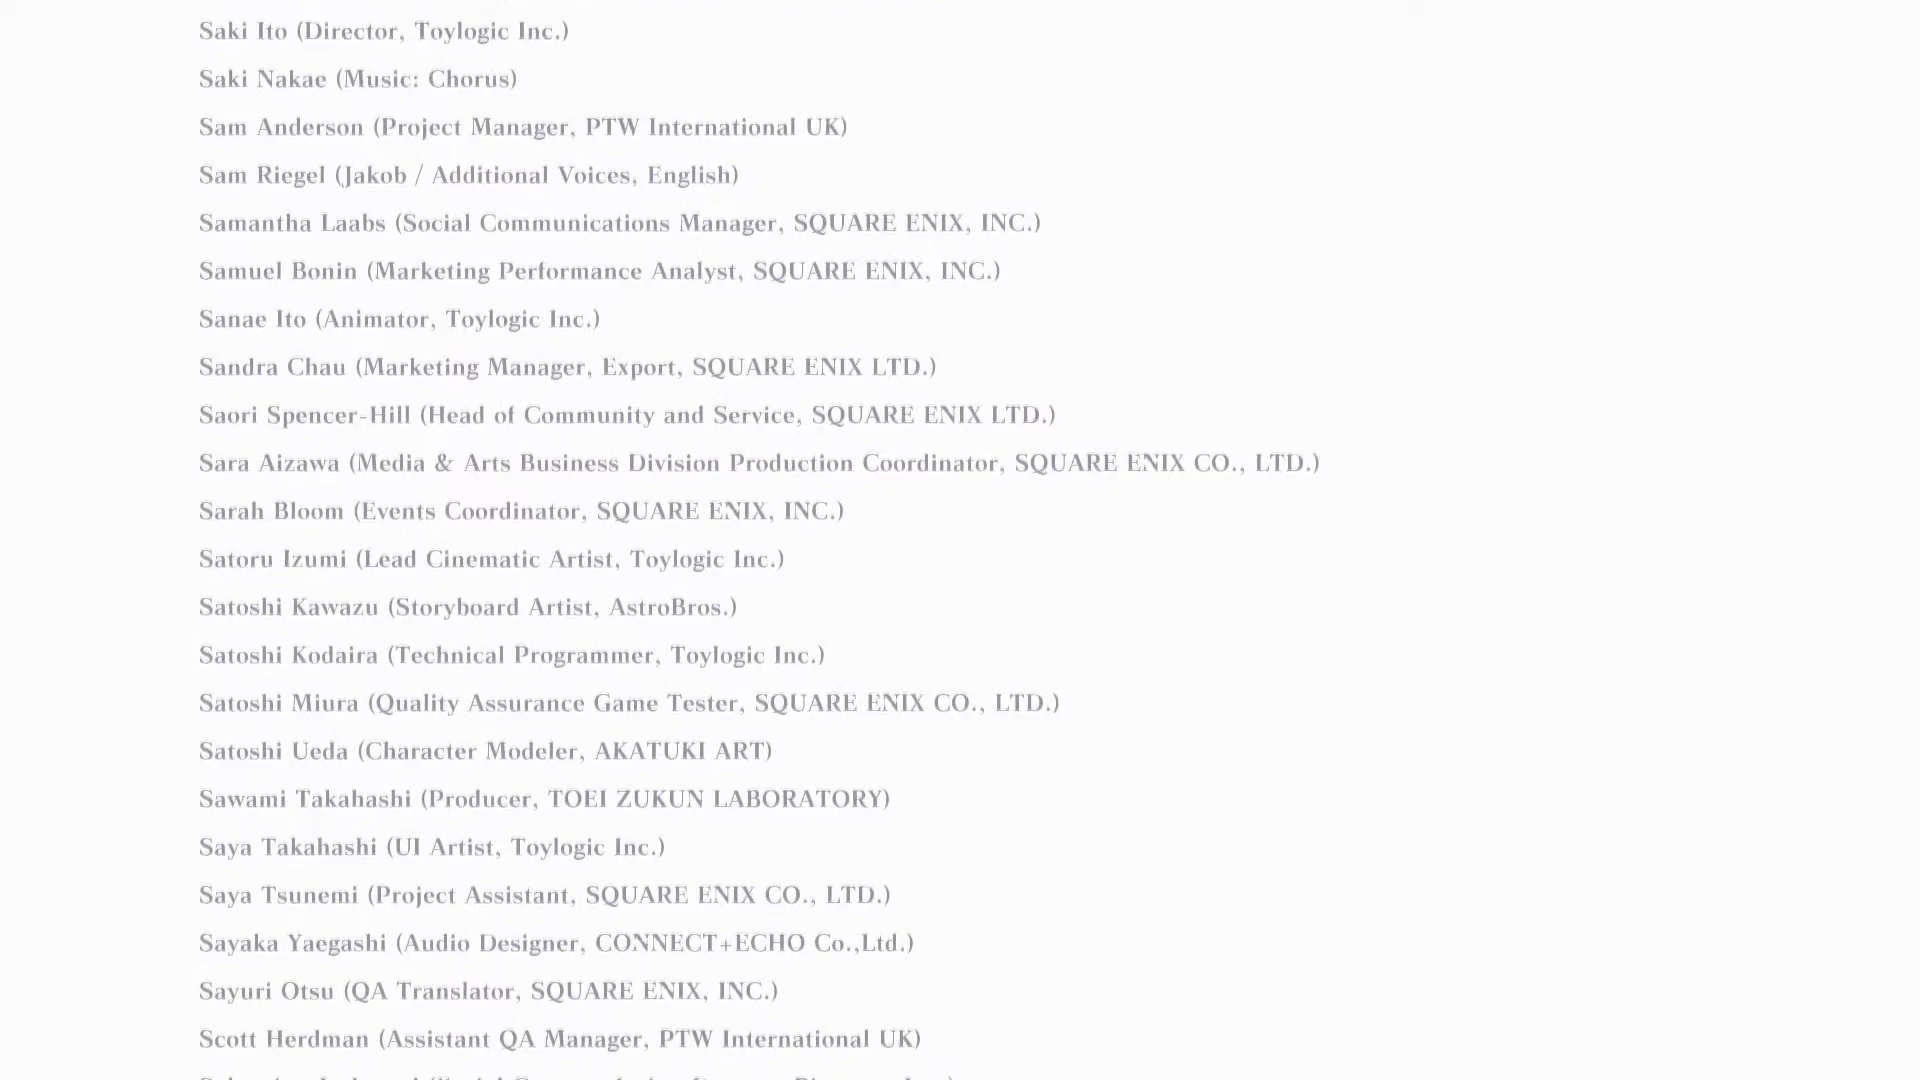 Saki Ito (Director, Toylogic Inc.)
Saki Nakae (Music: Chorus)
Sam Anderson (Project Manager, PTW International UK)
Sam Riegel (Jakob / Additional Voices, English)
Samantha Laabs (Social Communications Manager, SQUARE ENIX, INC.)
Samuel Bonin (Marketing Performance Analyst, SQUARE ENIX, INC.)
Sanae Ito (Animator, Toylogic Inc.)
Sandra Chau (Marketing Manager, Export, SQUARE ENIX LTD.)
Saori Spencer-Hill (Head of Community and Service, SQUARE ENIX LTD.)
Sara Aizawa (Media & Arts Business Division Production Coordinator, SQUARE ENIX CO., LTD.)
Sarah Bloom (Events Coordinator, SQUARE ENIX, INC.)
Satoru Izumi (Lead Cinematic Artist, Toylogic Inc.)
Satoshi Kawazu (Storyboard Artist, AstroBros.)
Satoshi Kodaira (Technical Programmer, Toylogic Inc.)
Satoshi Miura (Quality Assurance Game Tester, SQUARE ENIX CO., LTD.)
Satoshi Ueda (Character Modeler, AKATUKI ART)
Sawami Takahashi (Producer, TOEI ZUKUN LABORATORY)
Saya Takahashi (UI Artist, Toylogic Inc.)
Saya Tsunemi (Project Assistant, SQUARE ENIX CO., LTD.)
Sayaka Yaegashi (Audio Designer, CONNECT+ECHO Co.,Ltd.)
Sayuri Otsu (QA Translator, SQUARE ENIX, INC.)
Scott Herdman (Assistant QA Manager, PTW International UK)